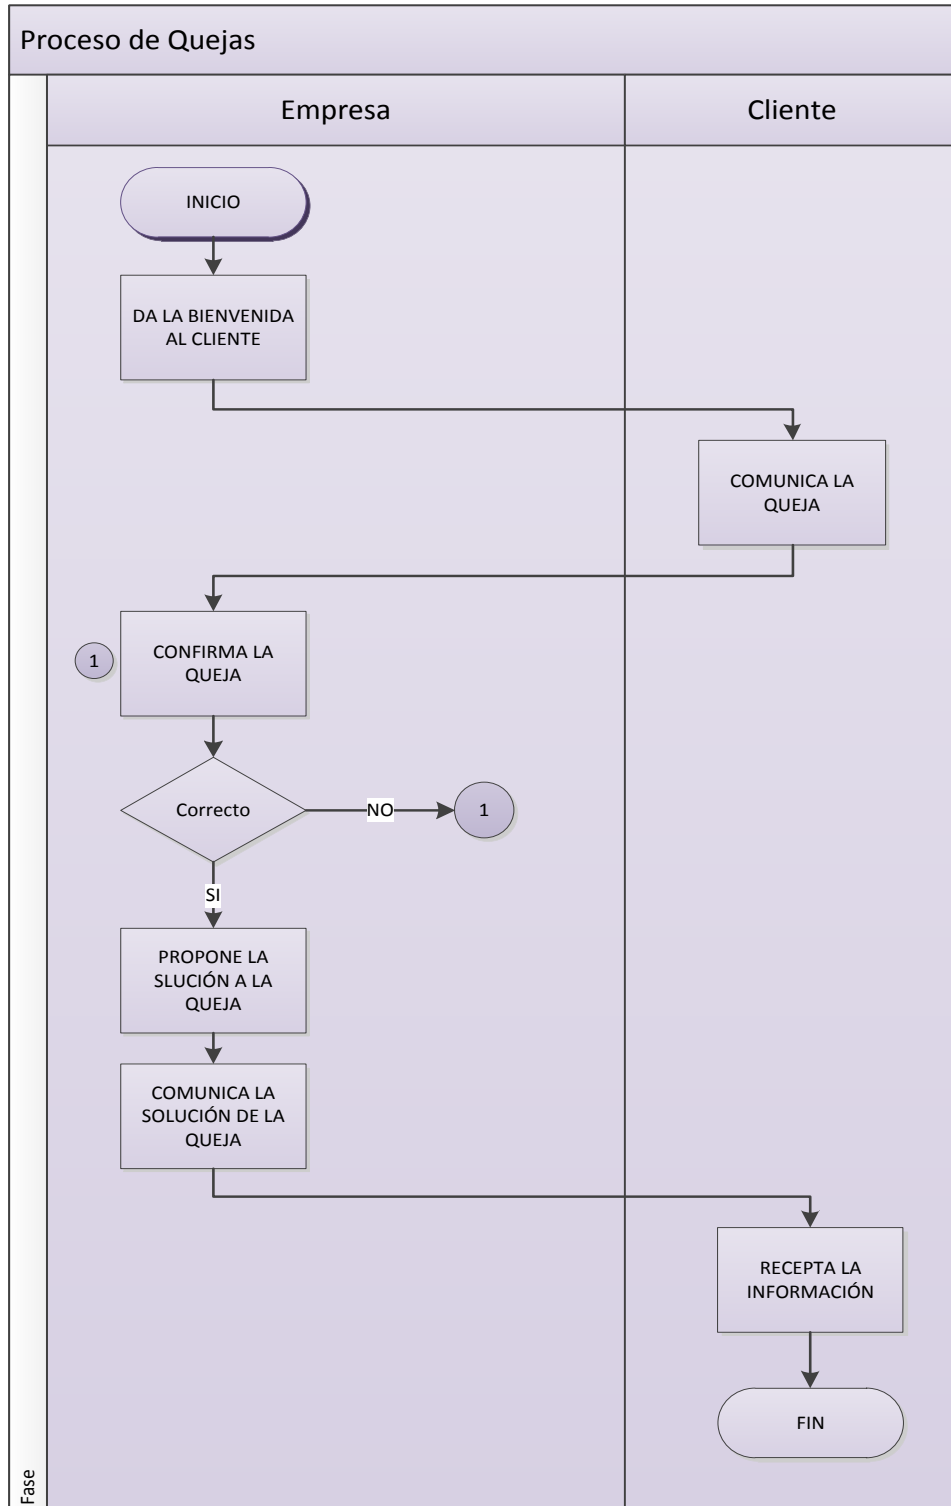 Proceso de Quejas
Empresa
Cliente
INICIO
DA LA BIENVENIDA
AL CLIENTE
COMUNICA LA
QUEJA
1
CONFIRMA LA
QUEJA
Correcto
NO
1
SI
PROPONE LA
SLUCIÓN A LA
QUEJA
COMUNICA LA
SOLUCIÓN DE LA
QUEJA
RECEPTA LA
INFORMACIÓN
FIN
Fase